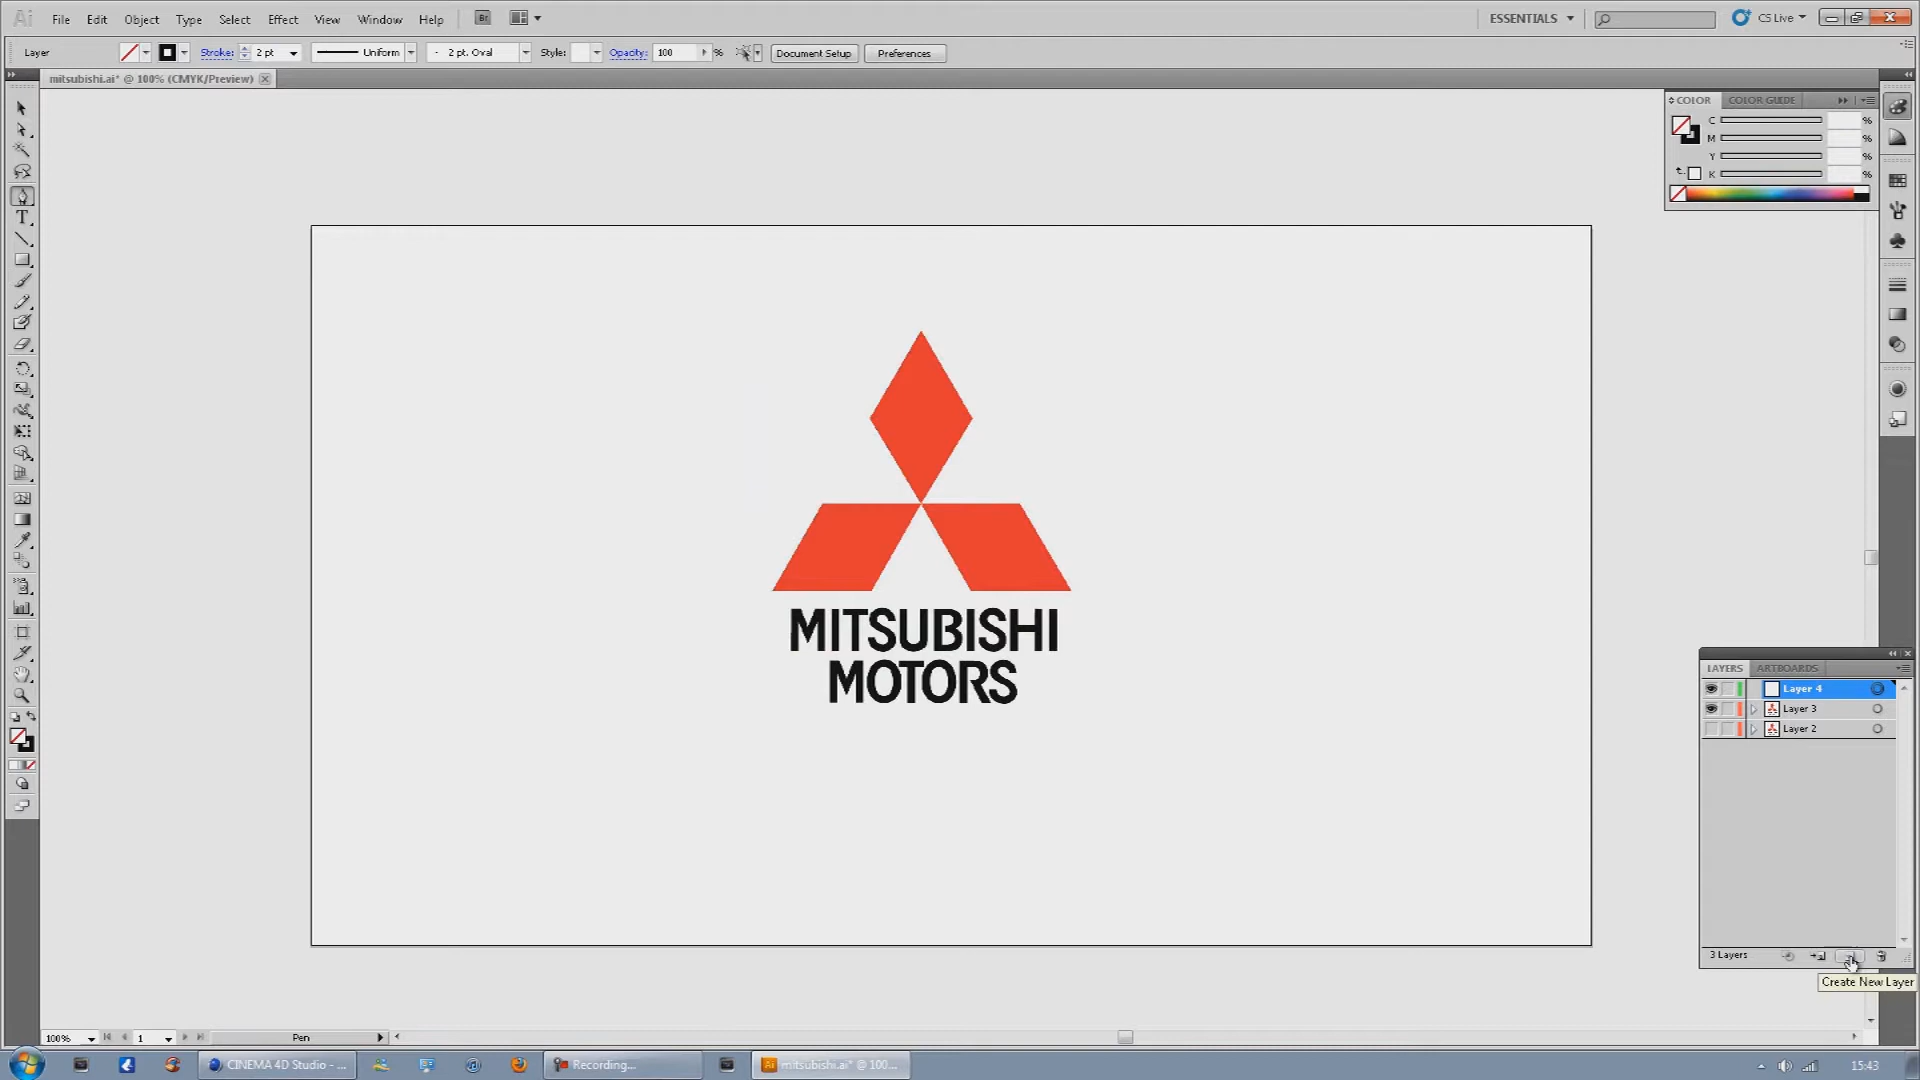 Ai File Edit Object Type Select Effect View Window Help Br ESSENTIALS CS Live
Layer Stroke: 2 pt Uniform 2 pt. Oval Style: Opacity: 100 % Document Setup Preferences
mitsubishi.ai* @ 100% (CMYK/Preview)
COLOR COLOR GUIDE
C %
M %
Y %
K %
T
MITSUBISHI
MOTORS
LAYERS ARTBOARDS
Layer 4
Layer 3
Layer 2
3 Layers
Create New Layer
100% 1 Pen
CINEMA 4D Studio - ... Recording... Ai mitsubishi.ai* @ 100... 15:43